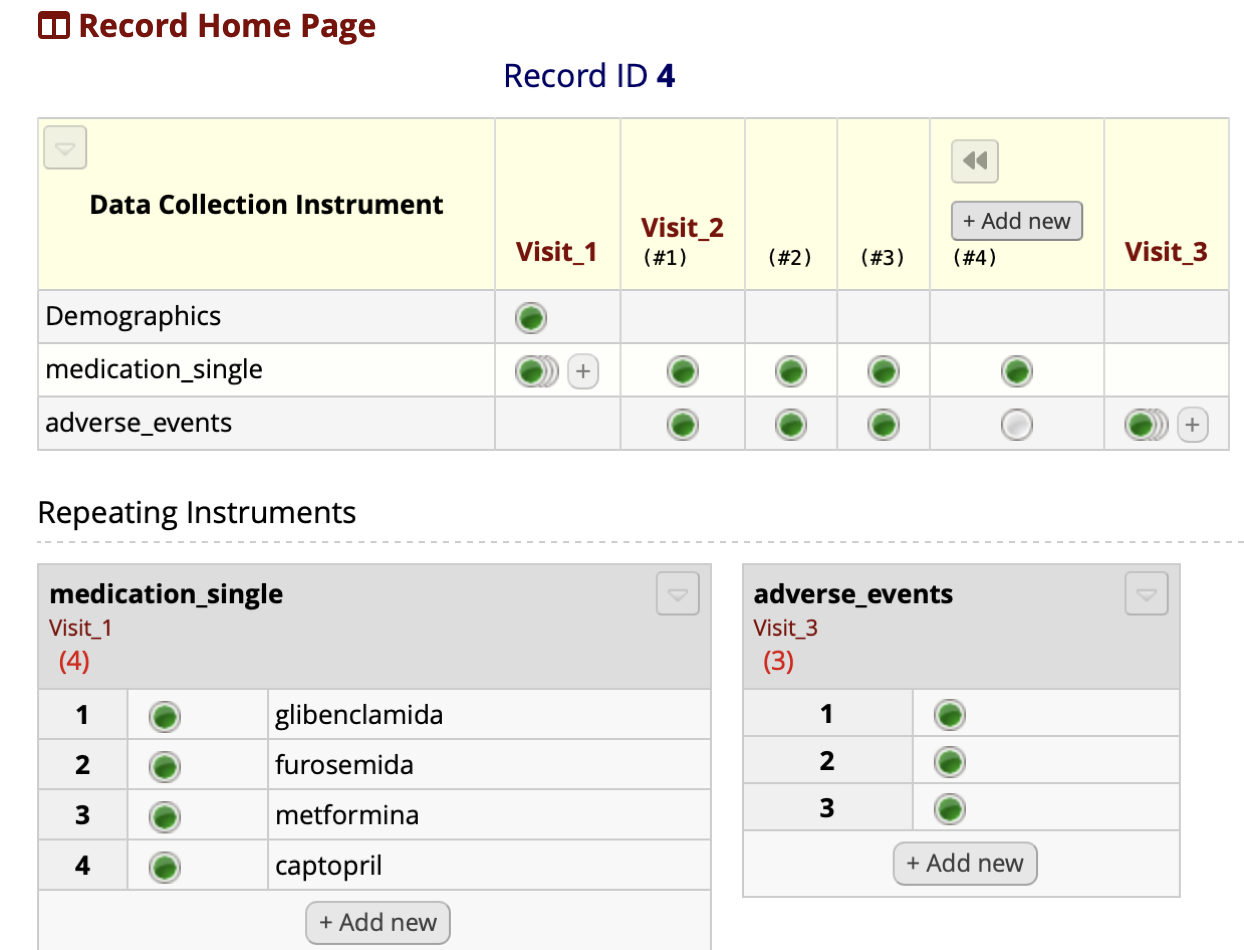 Record Home Page
Record ID 4
Data Collection Instrument
Visit_1
Visit_2
(#1)
(#2)
(#3)
+ Add new
(#4)
Visit_3
Demographics
medication_single
+
adverse_events
+
Repeating Instruments
medication_single
Visit_1
(4)
1 glibenclamida
2 furosemida
3 metformina
4 captopril
+ Add new
adverse_events
Visit_3
(3)
1
2
3
+ Add new